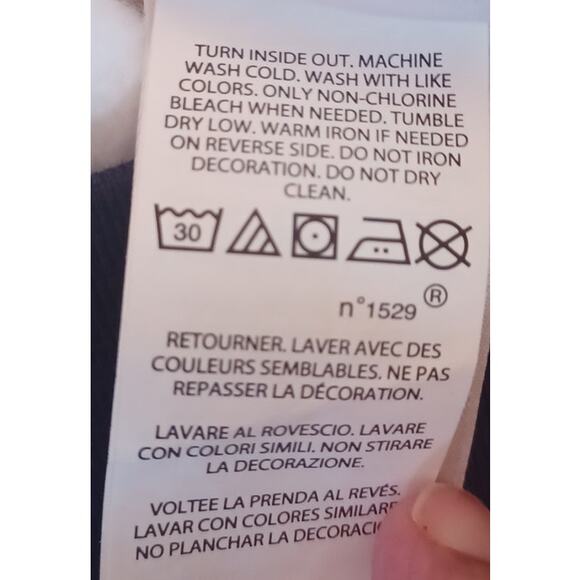 TURN INSIDE OUT. MACHINE
WASH COLD. WASH WITH LIKE
COLORS. ONLY NON-CHLORINE
BLEACH WHEN NEEDED. TUMBLE
DRY LOW. WARM IRON IF NEEDED
ON REVERSE SIDE. DO NOT IRON
DECORATION. DO NOT DRY
CLEAN.
30
n°1529 ®
RETOURNER. LAVER AVEC DES
COULEURS SEMBLABLES. NE PAS
REPASSER LA DÉCORATION.
LAVARE AL ROVESCIO. LAVARE
CON COLORI SIMILI. NON STIRARE
LA DECORAZIONE.
VOLTEE LA PRENDA AL REVÉS.
LAVAR CON COLORES
NO PLANCHAR LA